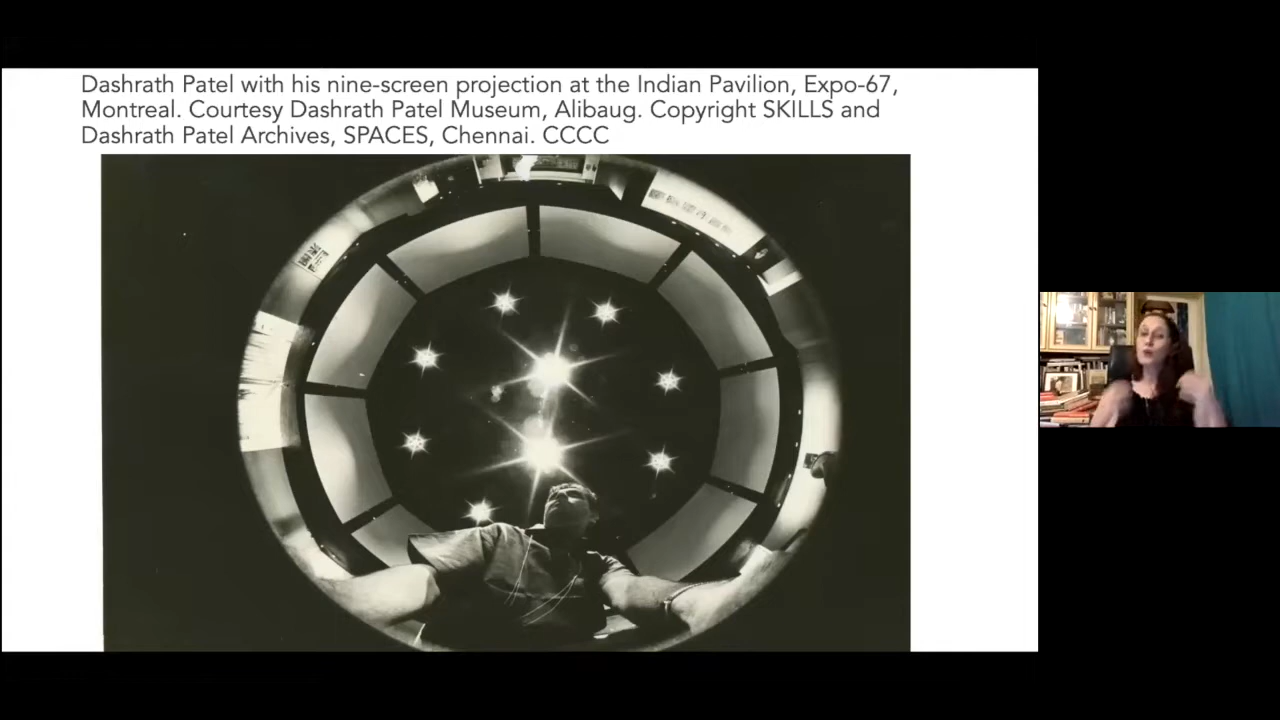 Dashrath Patel with his nine-screen projection at the Indian Pavilion, Expo-67,
Montreal. Courtesy Dashrath Patel Museum, Alibaug. Copyright SKILLS and
Dashrath Patel Archives, SPACES, Chennai. CCCC